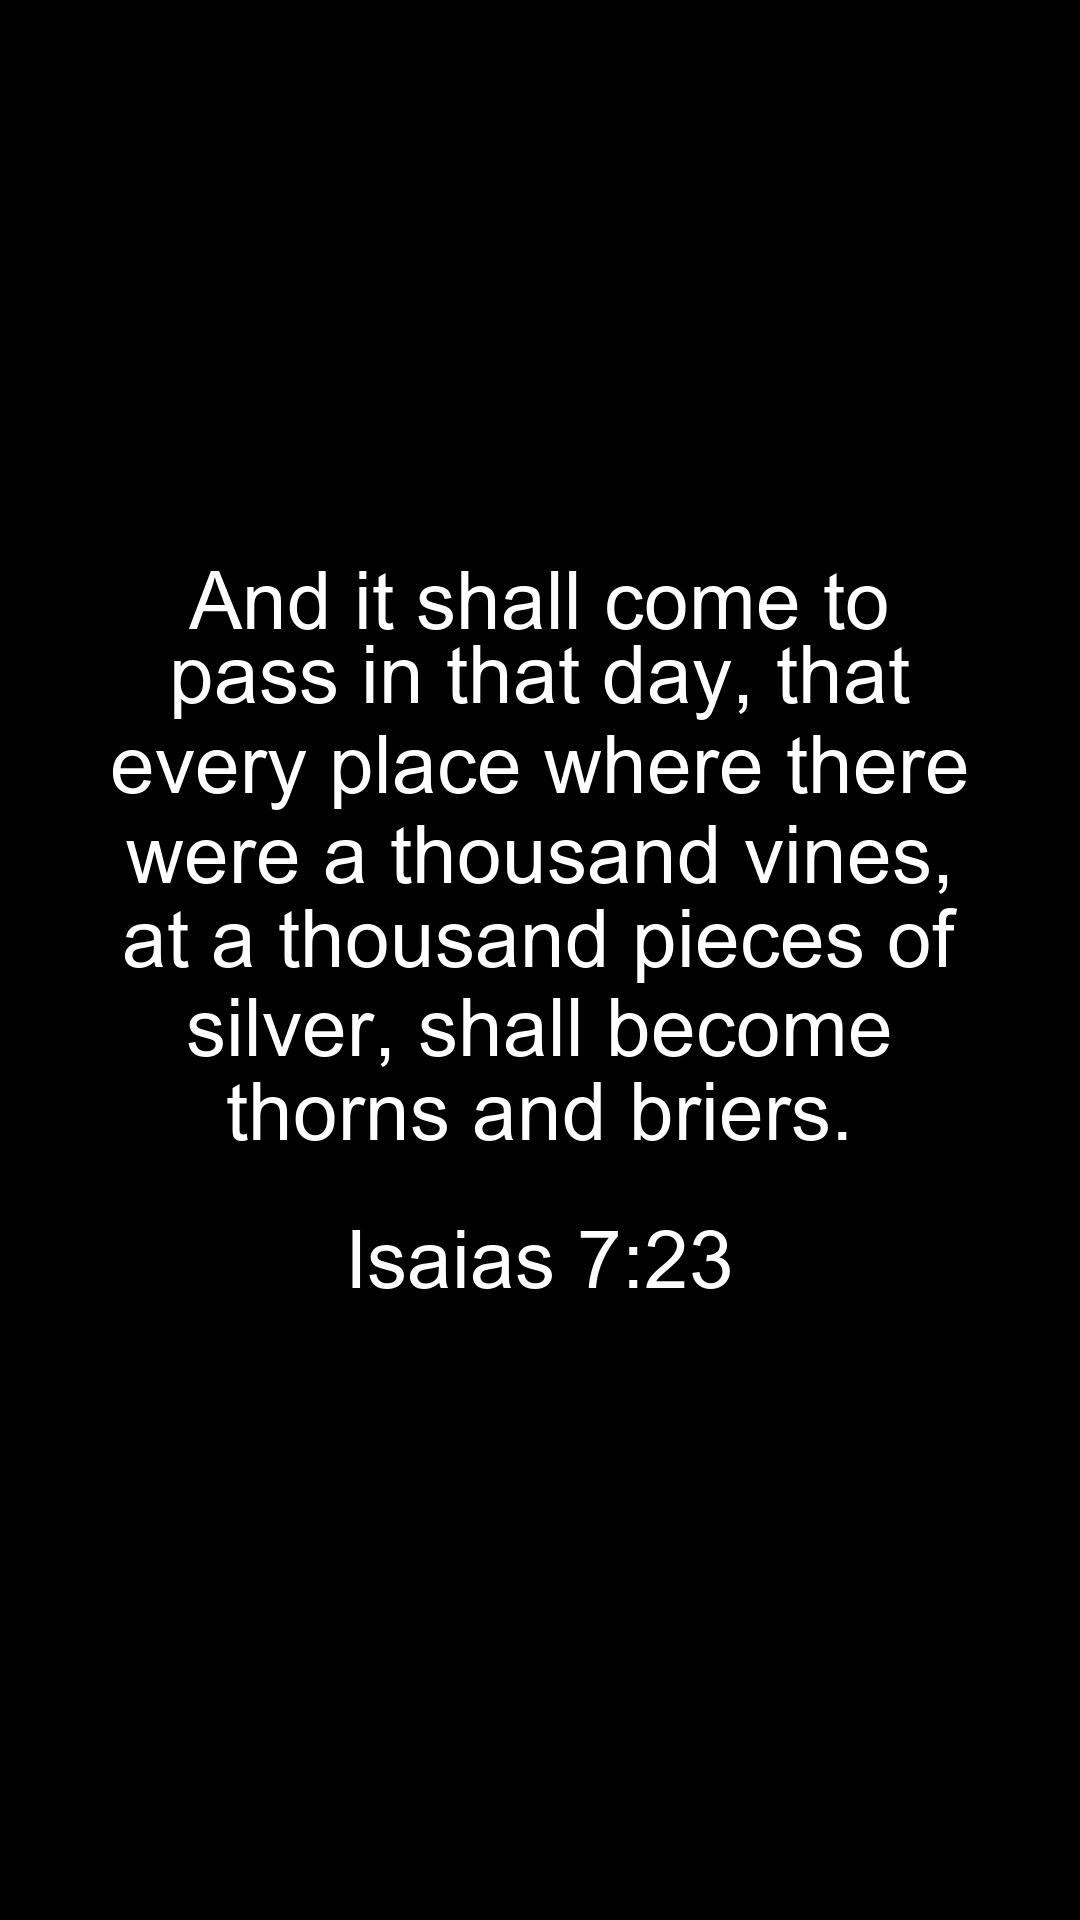 And it shall come to
pass in that day, that
every place where there
were a thousand vines,
at a thousand pieces of
silver, shall become
thorns and briers.
Isaias 7:23